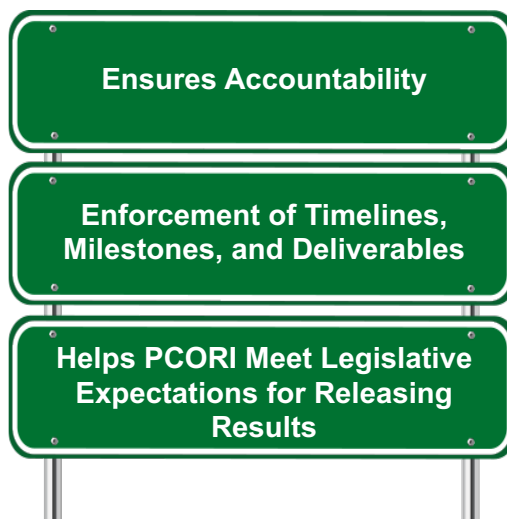 Ensures Accountability
Enforcement of Timelines,
Milestones, and Deliverables
Helps PCORI Meet Legislative
Expectations for Releasing
Results